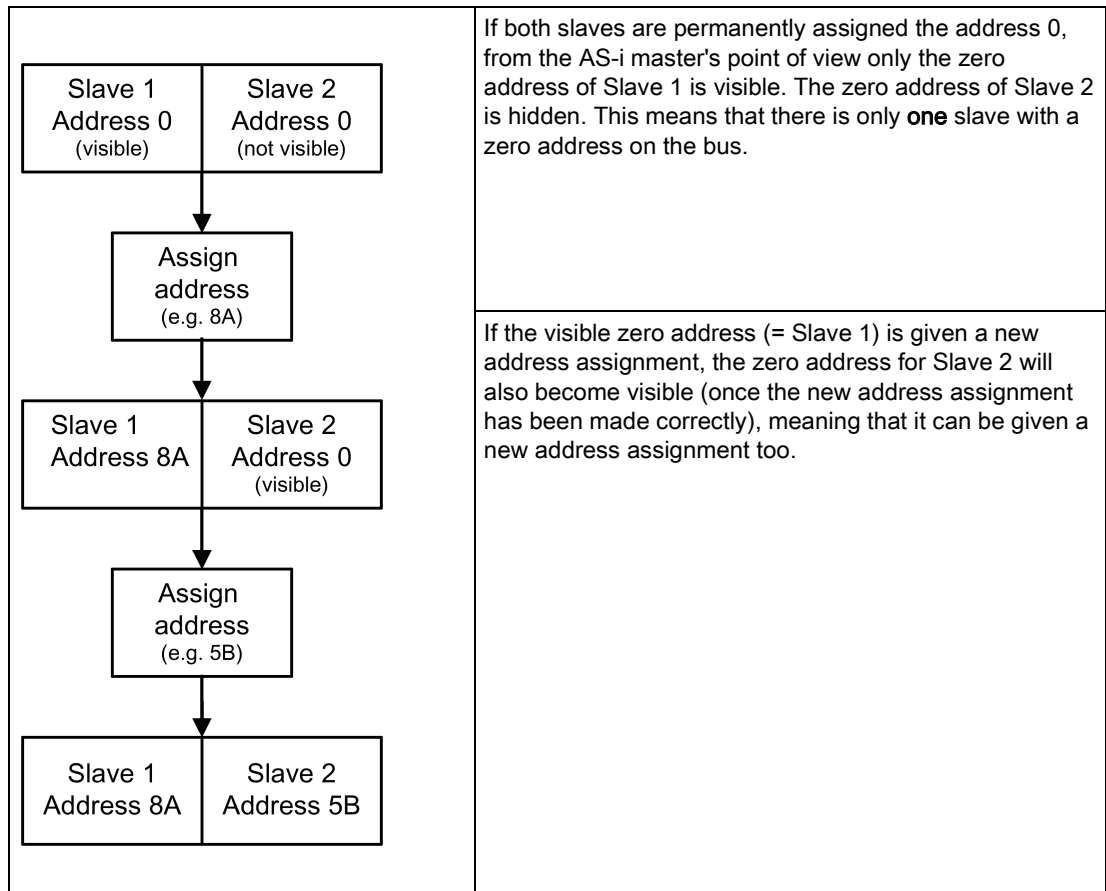 Slave 1
Address 0
(visible)
Slave 2
Address 0
(not visible)
Assign
address
(e.g. 8A)
Slave 1
Address 8A
Slave 2
Address 0
(visible)
Assign
address
(e.g. 5B)
Slave 1
Address 8A
Slave 2
Address 5B
If both slaves are permanently assigned the address 0,
from the AS-i master's point of view only the zero
address of Slave 1 is visible. The zero address of Slave 2
is hidden. This means that there is only one slave with a
zero address on the bus.
If the visible zero address (= Slave 1) is given a new
address assignment, the zero address for Slave 2 will
also become visible (once the new address assignment
has been made correctly), meaning that it can be given a
new address assignment too.